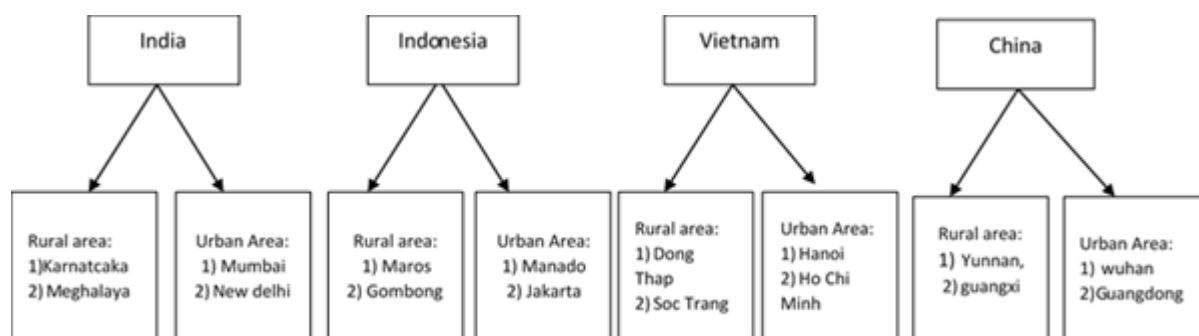 India
Indonesia
Vietnam
China
Rural area:
1)Karnatcaka
2) Meghalaya
Urban Area:
1) Mumbai
2) New delhi
Rural area:
1) Maros
2) Gombong
Urban Area:
1) Manado
2) Jakarta
Rural area:
1) Dong
Thap
2) Soc Trang
Urban Area:
1) Hanoi
2) Ho Chi
Minh
Rural area:
1) Yunnan,
2) guangxi
Urban Area:
1) wuhan
2)Guangdong